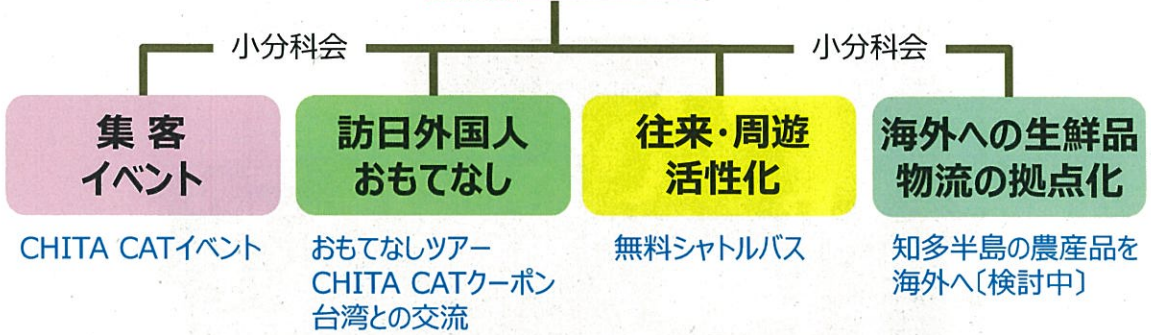 小分科会
小分科会
集 客
イベント
訪日外国人
おもてなし
往来・周遊
活性化
海外への生鮮品
物流の拠点化
CHITA CATイベント
おもてなしツアー
CHITA CATクーポン
台湾との交流
無料シャトルバス
知多半島の農産品を
海外へ〔検討中〕